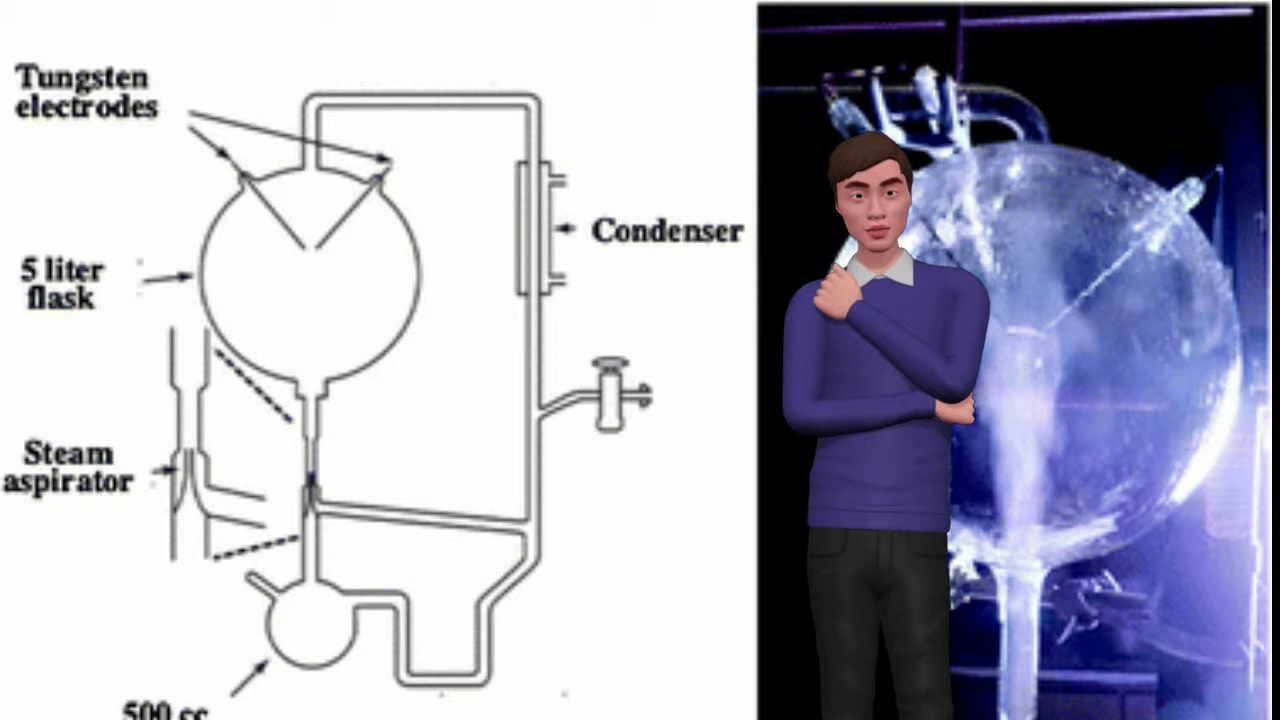 Tungsten
electrodes
5 liter
flask
Condenser
Steam
aspirator
500 cc